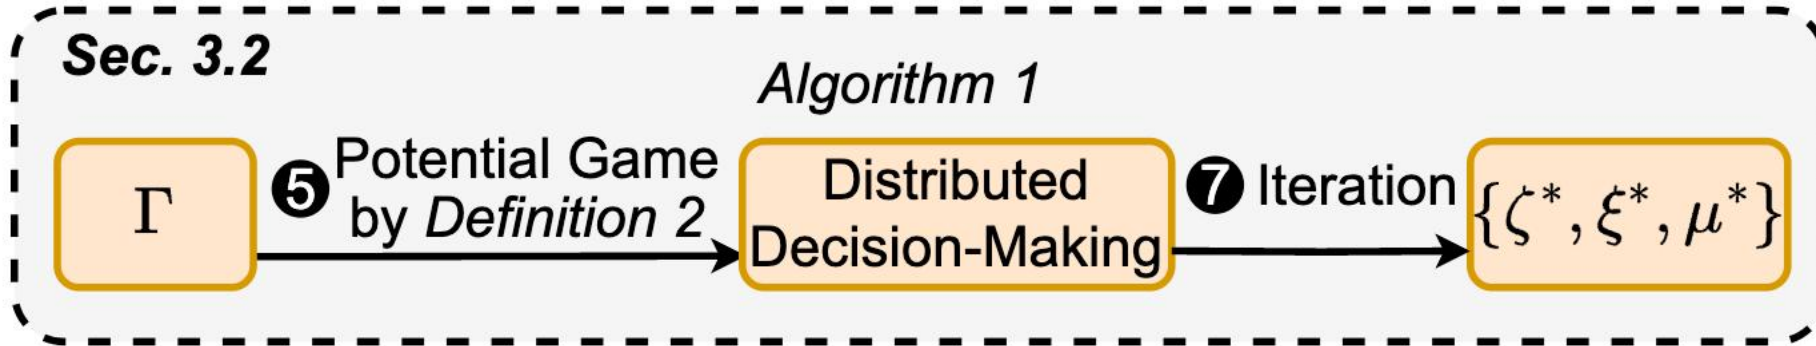 Sec. 3.2
Algorithm 1
Γ
❺ Potential Game
by Definition 2
Distributed
Decision-Making
❼ Iteration
{ζ*, ξ*, μ*}